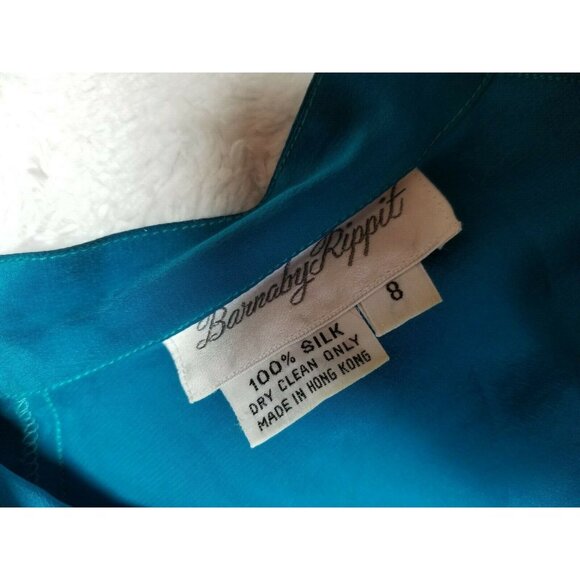 Barnaby Rippit
8
100% SILK
DRY CLEAN ONLY
MADE IN HONG KONG